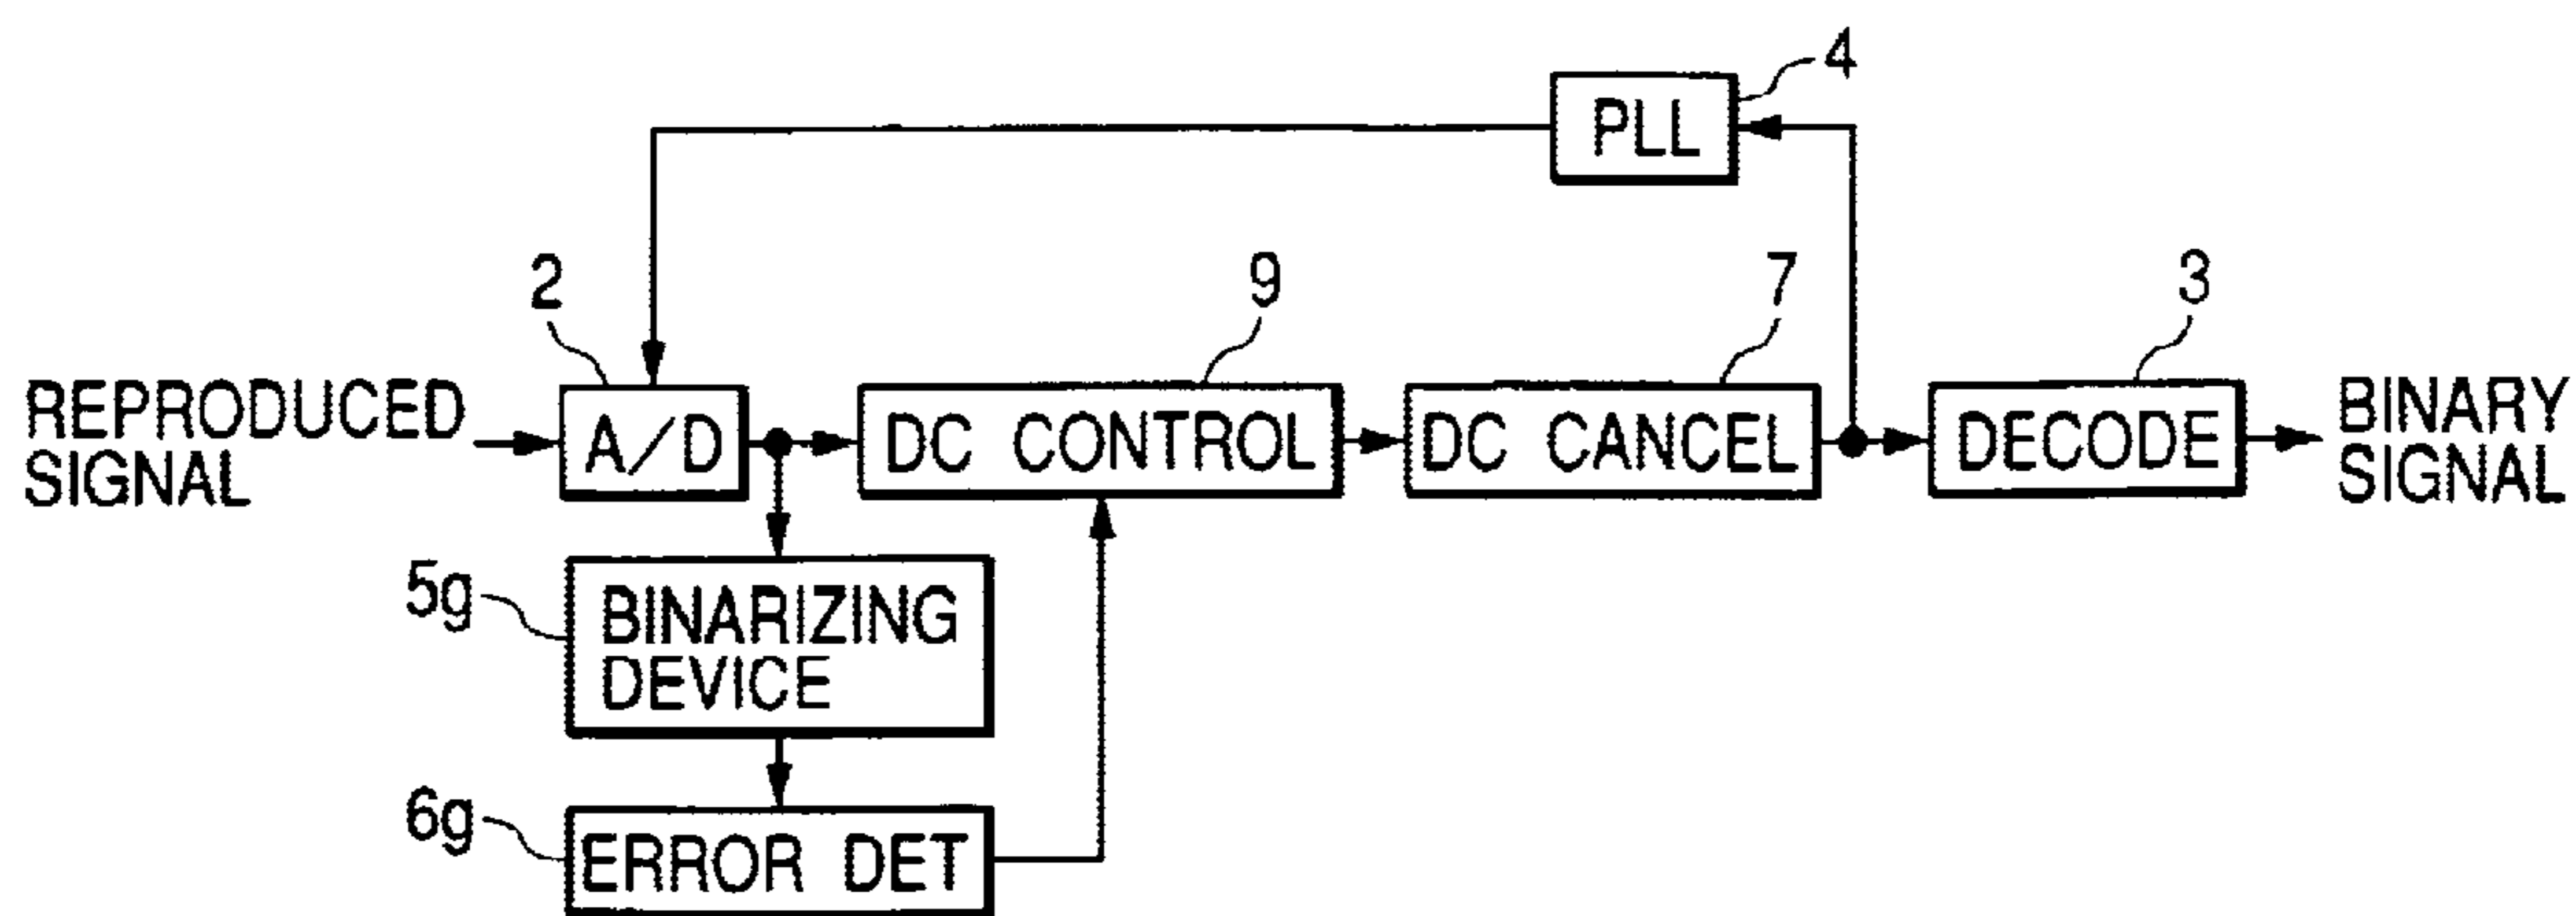 4
PLL
2
9
7
3
REPRODUCED
SIGNAL
A/D
DC CONTROL
DC CANCEL
DECODE
BINARY
SIGNAL
5g
BINARIZING
DEVICE
6g
ERROR DET